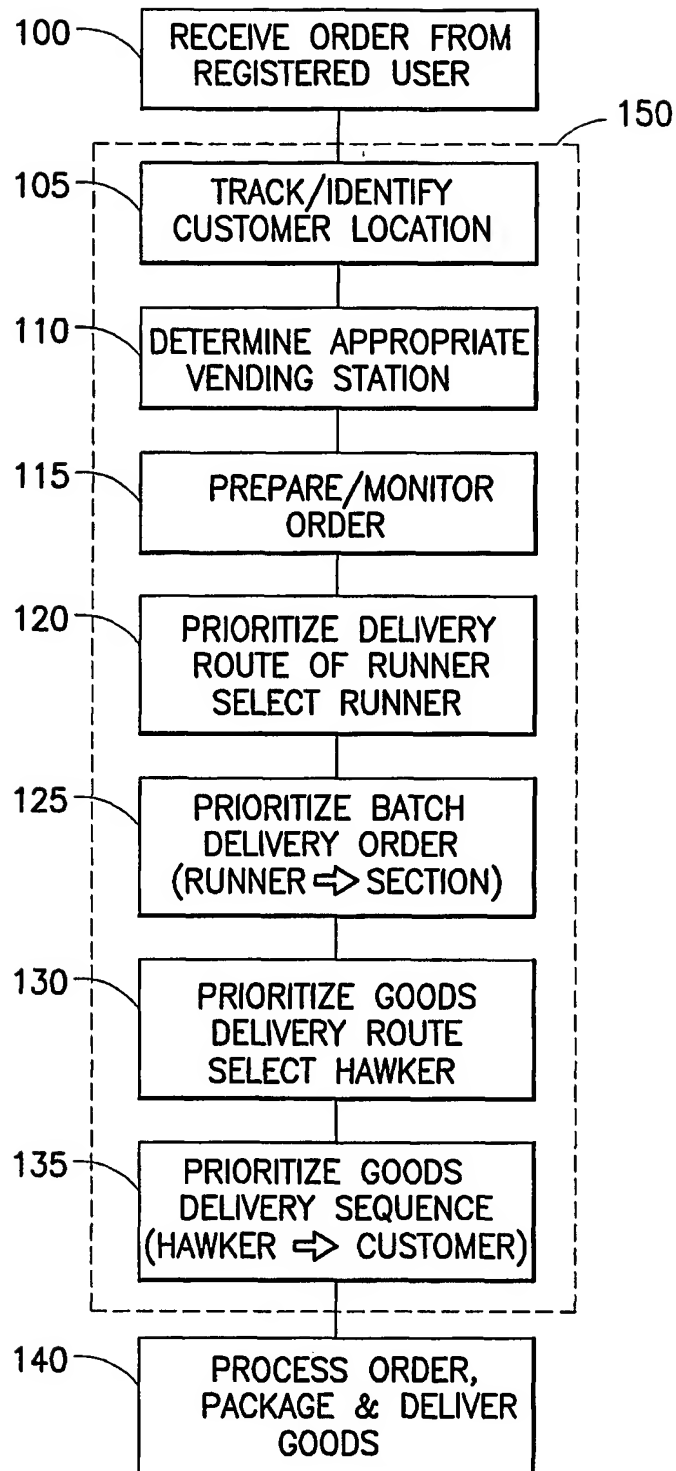 100
RECEIVE ORDER FROM
REGISTERED USER
150
105
TRACK/IDENTIFY
CUSTOMER LOCATION
110
DETERMINE APPROPRIATE
VENDING STATION
115
PREPARE/MONITOR
ORDER
120
PRIORITIZE DELIVERY
ROUTE OF RUNNER
SELECT RUNNER
125
PRIORITIZE BATCH
DELIVERY ORDER
(RUNNER ⇨ SECTION)
130
PRIORITIZE GOODS
DELIVERY ROUTE
SELECT HAWKER
135
PRIORITIZE GOODS
DELIVERY SEQUENCE
(HAWKER ⇨ CUSTOMER)
140
PROCESS ORDER,
PACKAGE & DELIVER
GOODS